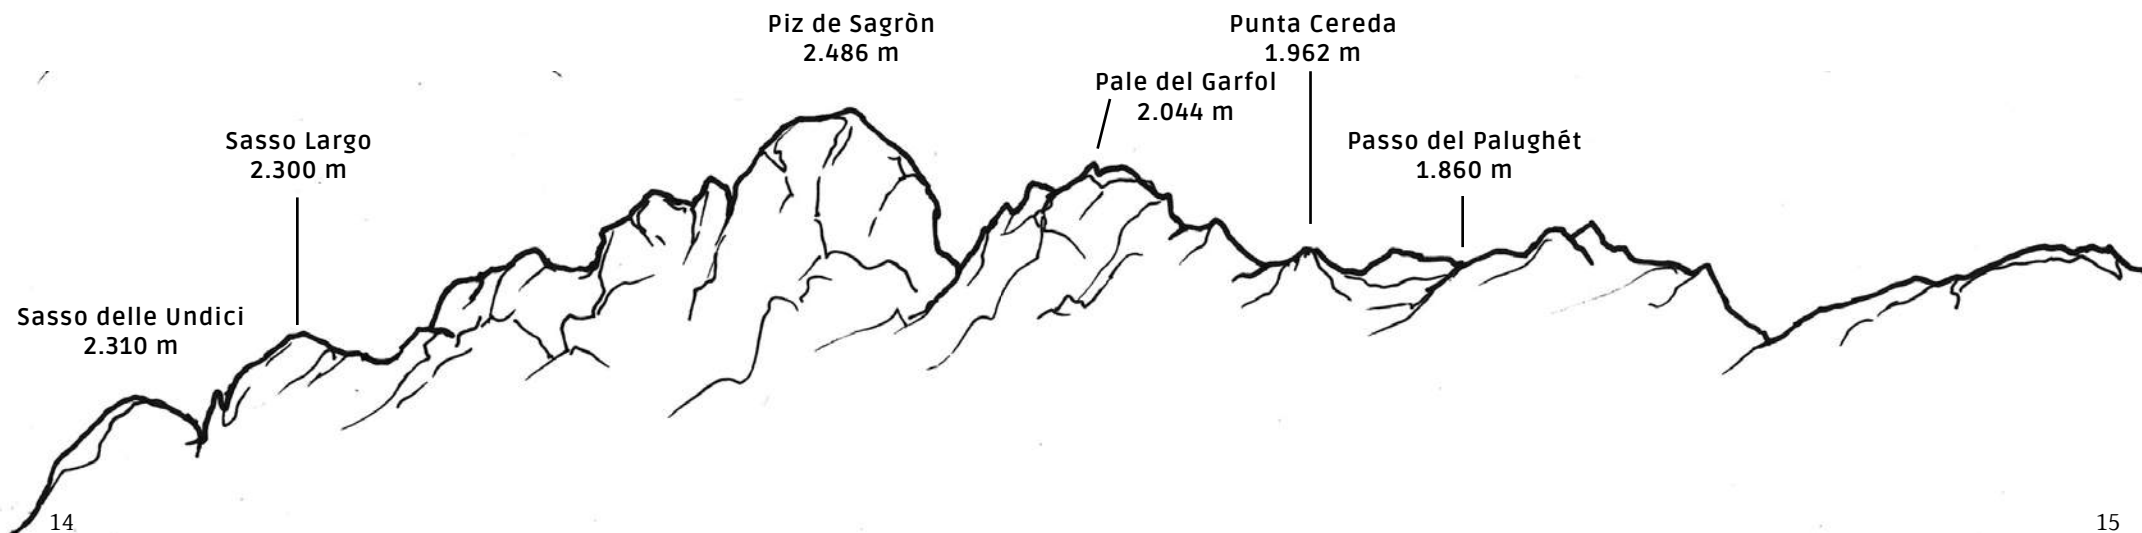 Piz de Sagròn
2.486 m
Punta Cereda
1.962 m
Pale del Garfol
2.044 m
Sasso Largo
2.300 m
Passo del Palughét
1.860 m
Sasso delle Undici
2.310 m
14
15